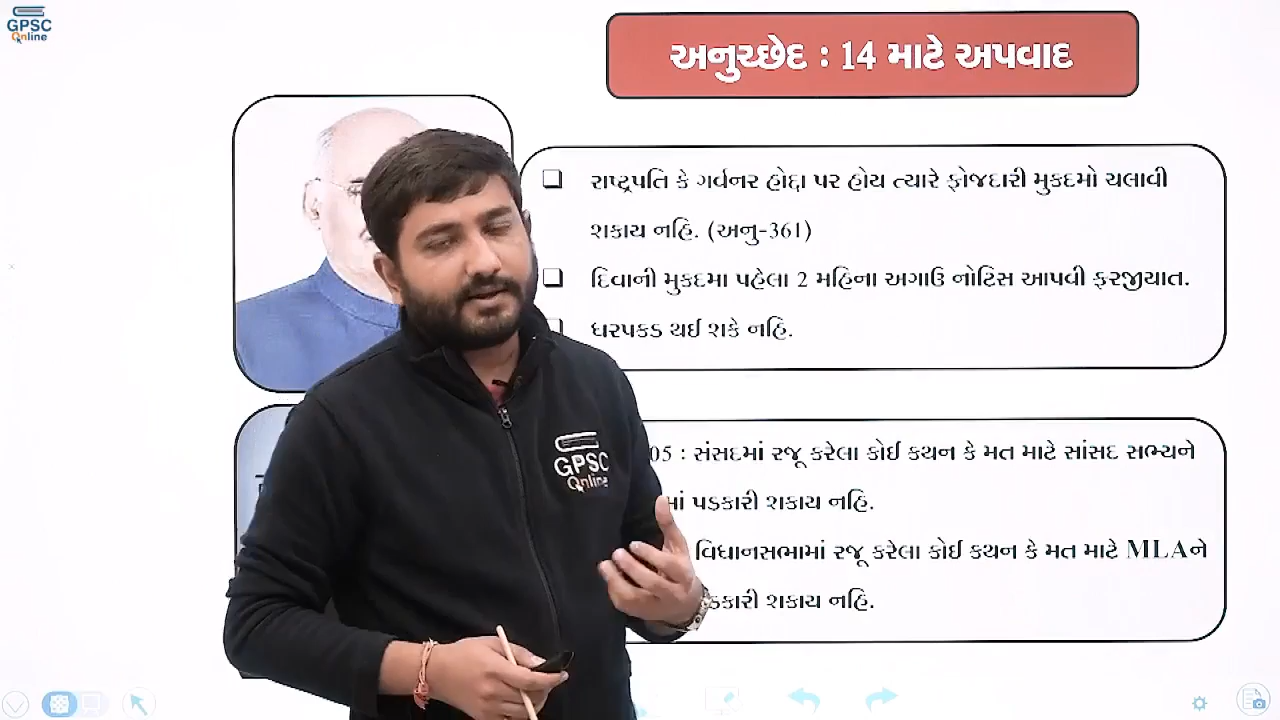 GPSC
Online
અનુચ્છેદ : 14 માટે અપવાદ
રાષ્ટ્રપતિ કે ગર્વનર હોદ્દા પર હોય ત્યારે ફોજદારી મુકદમો ચલાવી
શકાય નહિ. (અનુ-361)
દિવાની મુકદમા પહેલા 2 મહિના અગાઉ નોટિસ આપવી ફરજીયાત.
ધરપકડ થઈ શકે નહિ.
05 : સંસદમાં રજૂ કરેલા કોઈ કથન કે મત માટે સાંસદ સભ્યને
પડકારી શકાય નહિ.
વિધાનસભામાં રજૂ કરેલા કોઈ કથન કે મત માટે MLAને
શકાય નહિ.
GPSC
Online